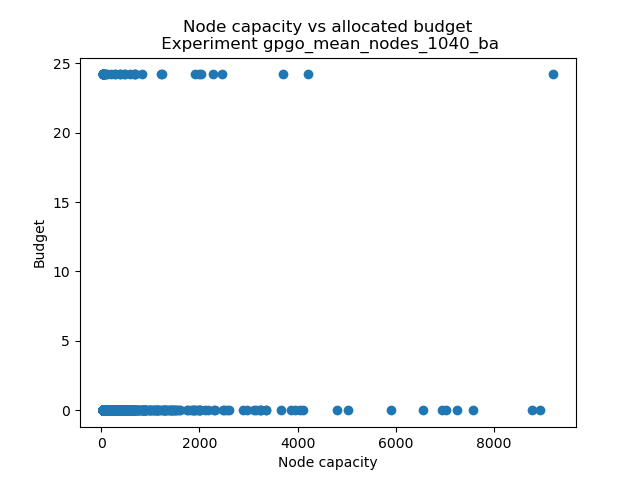 Node capacity vs allocated budget
Experiment gpgo_mean_nodes_1040_ba
25
20
15
10
5
0
Budget
0 2000 4000 6000 8000
Node capacity